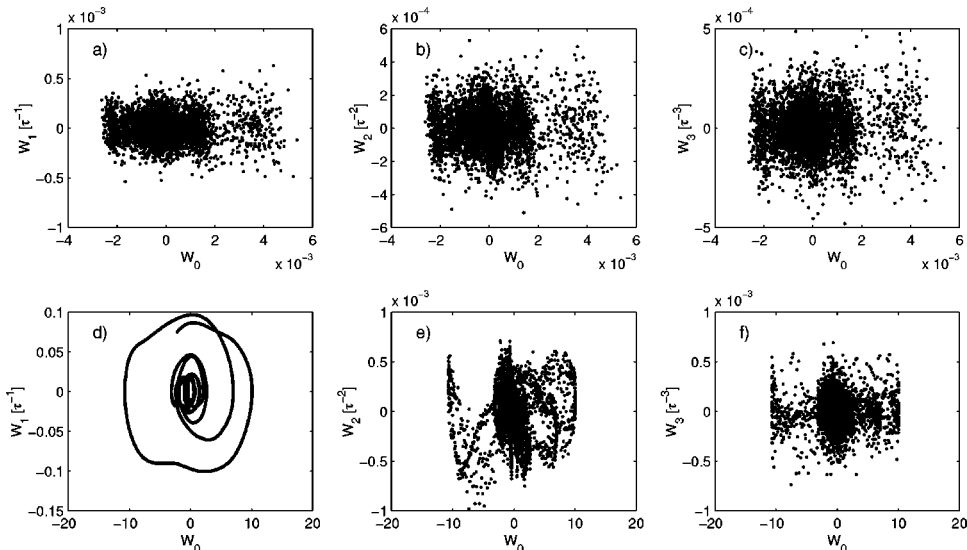 x 10⁻³
a)
1
0.5
0
−0.5
−1
W₁ [τ⁻¹]
−4 −2 0 2 4 6
W₀
x 10⁻³
x 10⁻⁴
b)
6
4
2
0
−2
−4
−6
W₂ [τ⁻²]
−4 −2 0 2 4 6
W₀
x 10⁻³
x 10⁻⁴
c)
5
0
−5
W₃ [τ⁻³]
−4 −2 0 2 4 6
W₀
x 10⁻³
d)
0.1
0.05
0
−0.05
−0.1
−0.15
W₁ [τ⁻¹]
−20 −10 0 10 20
W₀
x 10⁻³
e)
1
0.5
0
−0.5
−1
W₂ [τ⁻²]
−20 −10 0 10 20
W₀
x 10⁻³
f)
1
0.5
0
−0.5
−1
W₃ [τ⁻³]
−20 −10 0 10 20
W₀